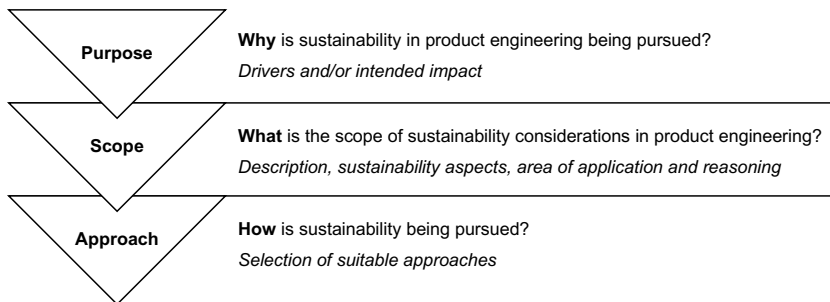 Purpose
Why is sustainability in product engineering being pursued?
Drivers and/or intended impact
Scope
What is the scope of sustainability considerations in product engineering?
Description, sustainability aspects, area of application and reasoning
Approach
How is sustainability being pursued?
Selection of suitable approaches